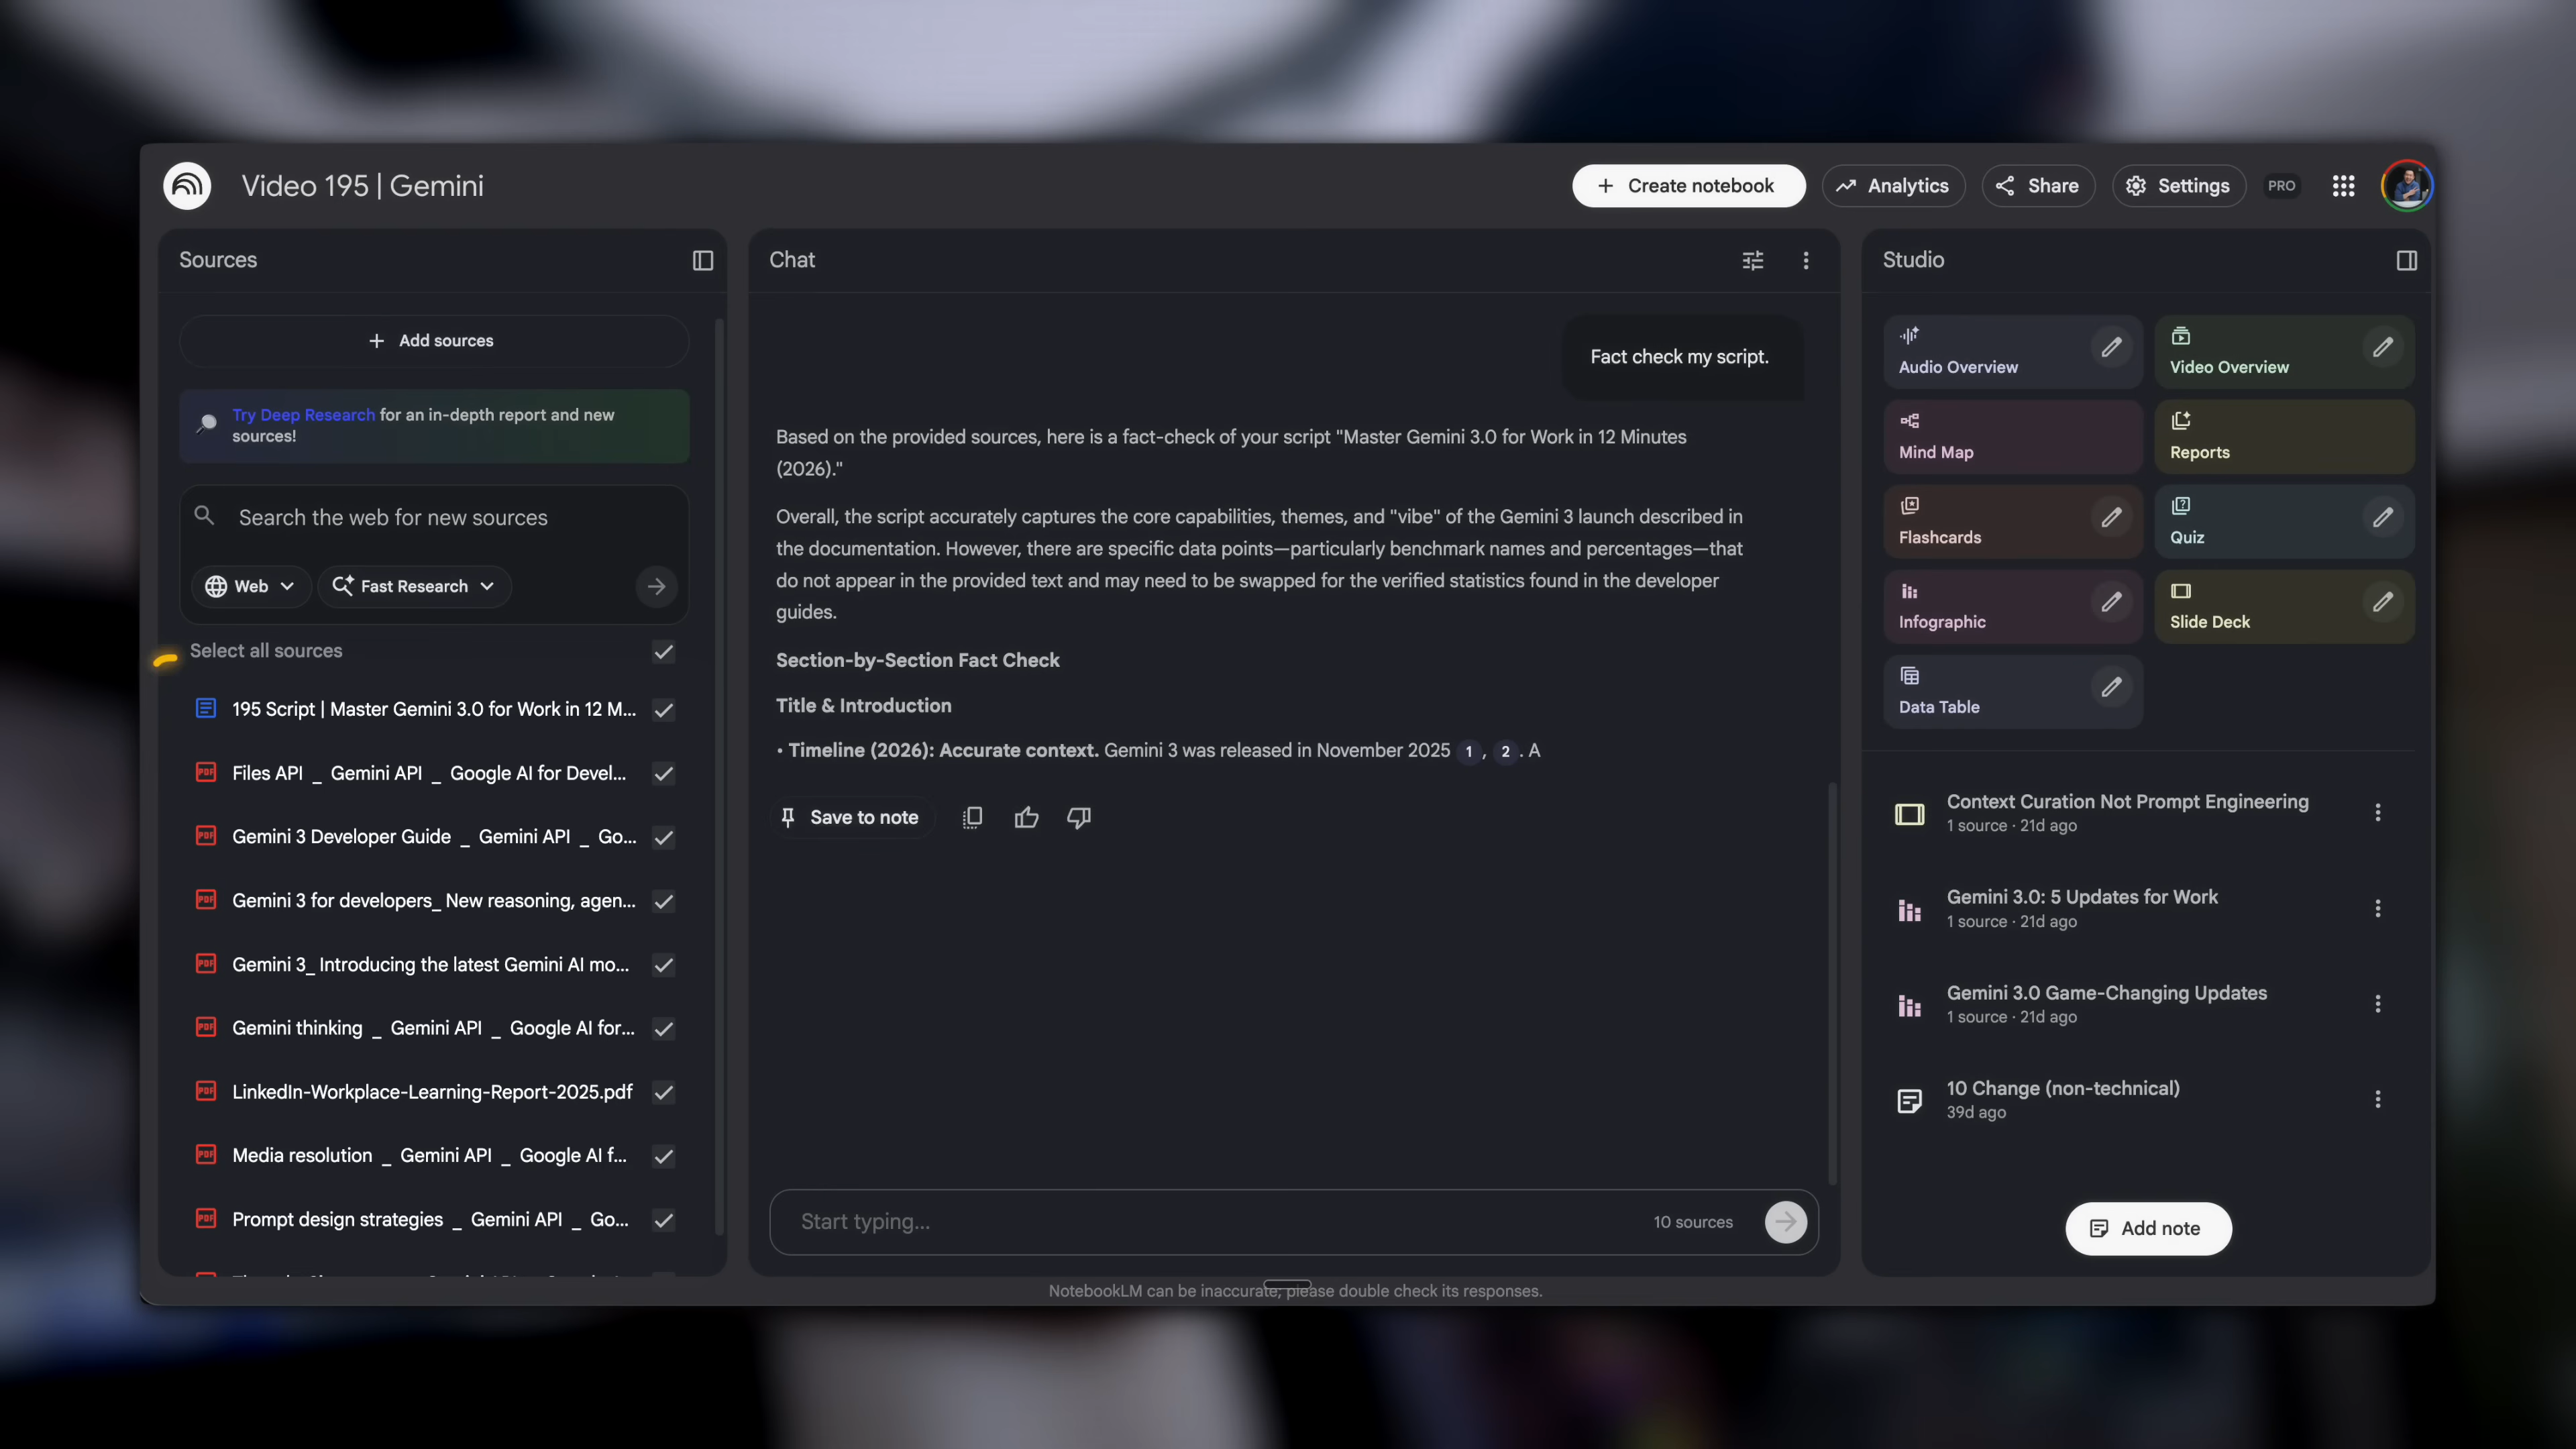 Video 195 | Gemini
Create notebook
Analytics
Share
Settings
PRO
Sources
Add sources
Try Deep Research for an in-depth report and new
sources!
Search the web for new sources
Web
Fast Research
Select all sources
195 Script | Master Gemini 3.0 for Work in 12 M...
Files API _ Gemini API _ Google AI for Devel...
Gemini 3 Developer Guide _ Gemini API _ Go...
Gemini 3 for developers_ New reasoning, agen...
Gemini 3_ Introducing the latest Gemini AI mo...
Gemini thinking _ Gemini API _ Google AI for...
LinkedIn-Workplace-Learning-Report-2025.pdf
Media resolution _ Gemini API _ Google AI f...
Prompt design strategies _ Gemini API _ Go...
Chat
Fact check my script.
Based on the provided sources, here is a fact-check of your script "Master Gemini 3.0 for Work in 12 Minutes
(2026)."
Overall, the script accurately captures the core capabilities, themes, and "vibe" of the Gemini 3 launch described in
the documentation. However, there are specific data points—particularly benchmark names and percentages—that
do not appear in the provided text and may need to be swapped for the verified statistics found in the developer
guides.
Section-by-Section Fact Check
Title & Introduction
• Timeline (2026): Accurate context. Gemini 3 was released in November 2025 1, 2. A
Save to note
Start typing...
10 sources
NotebookLM can be inaccurate; please double check its responses.
Studio
Audio Overview
Video Overview
Mind Map
Reports
Flashcards
Quiz
Infographic
Slide Deck
Data Table
Context Curation Not Prompt Engineering
1 source · 21d ago
Gemini 3.0: 5 Updates for Work
1 source · 21d ago
Gemini 3.0 Game-Changing Updates
1 source · 21d ago
10 Change (non-technical)
39d ago
Add note